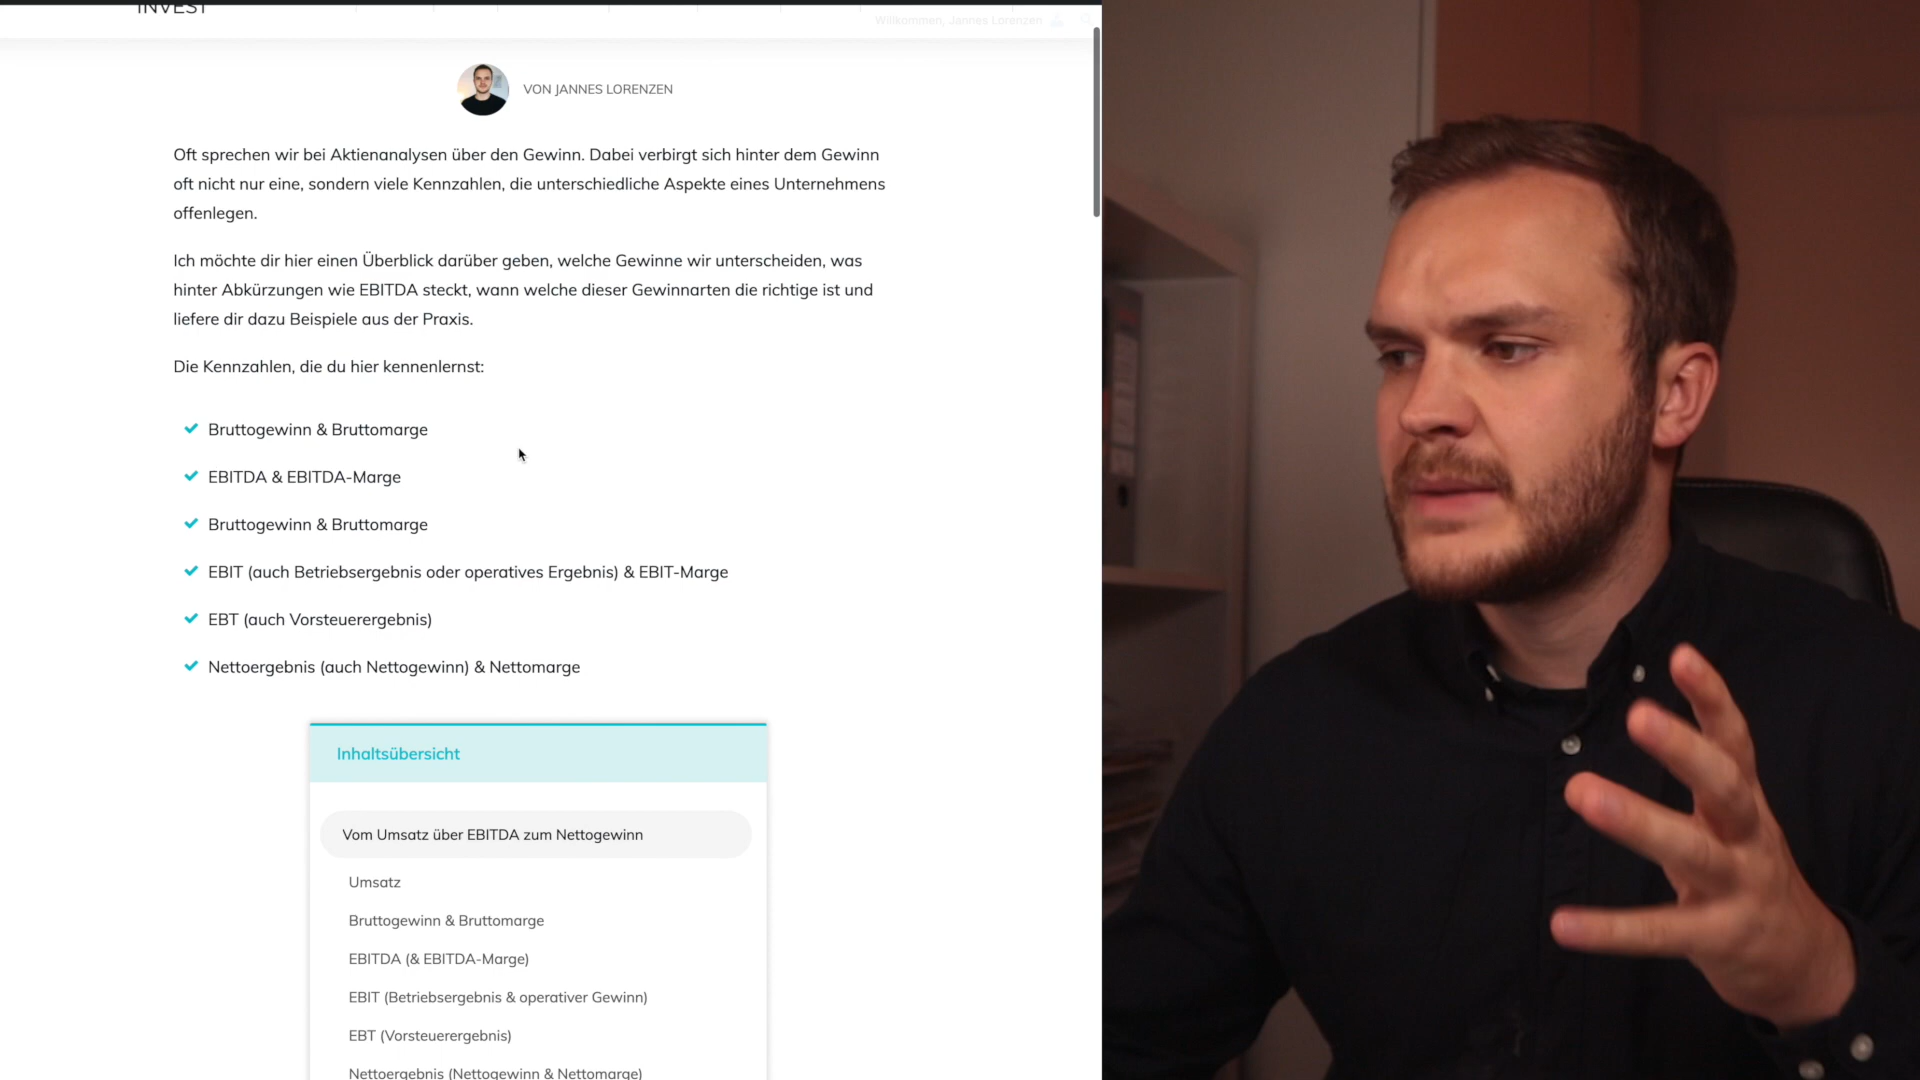 INVEST
Willkommen, Jannes Lorenzen
VON JANNES LORENZEN
Oft sprechen wir bei Aktienanalysen über den Gewinn. Dabei verbirgt sich hinter dem Gewinn
oft nicht nur eine, sondern viele Kennzahlen, die unterschiedliche Aspekte eines Unternehmens
offenlegen.
Ich möchte dir hier einen Überblick darüber geben, welche Gewinne wir unterscheiden, was
hinter Abkürzungen wie EBITDA steckt, wann welche dieser Gewinnarten die richtige ist und
liefere dir dazu Beispiele aus der Praxis.
Die Kennzahlen, die du hier kennenlernst:
Bruttogewinn & Bruttomarge
EBITDA & EBITDA-Marge
Bruttogewinn & Bruttomarge
EBIT (auch Betriebsergebnis oder operatives Ergebnis) & EBIT-Marge
EBT (auch Vorsteuerergebnis)
Nettoergebnis (auch Nettogewinn) & Nettomarge
Inhaltsübersicht
Vom Umsatz über EBITDA zum Nettogewinn
Umsatz
Bruttogewinn & Bruttomarge
EBITDA (& EBITDA-Marge)
EBIT (Betriebsergebnis & operativer Gewinn)
EBT (Vorsteuerergebnis)
Nettoergebnis (Nettogewinn & Nettomarge)